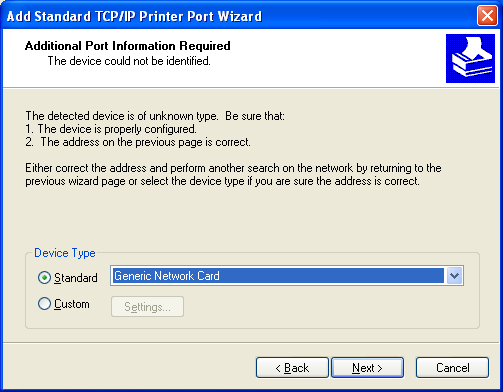 Add Standard TCP/IP Printer Port Wizard
Additional Port Information Required
The device could not be identified.
The detected device is of unknown type. Be sure that:
1. The device is properly configured.
2. The address on the previous page is correct.
Either correct the address and perform another search on the network by returning to the
previous wizard page or select the device type if you are sure the address is correct.
Device Type
Standard Generic Network Card
Custom Settings...
< Back Next > Cancel